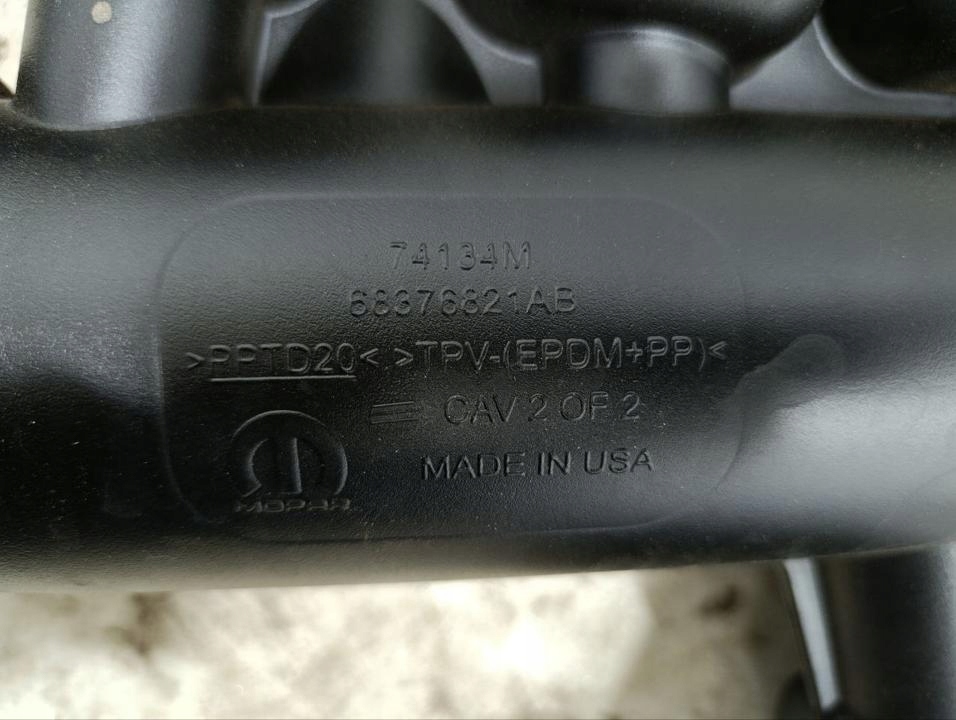 74134M
68376821AB
>PPTD20< >TPV-(EPDM+PP)<
CAV 2 OF 2
MADE IN USA
MOPAR